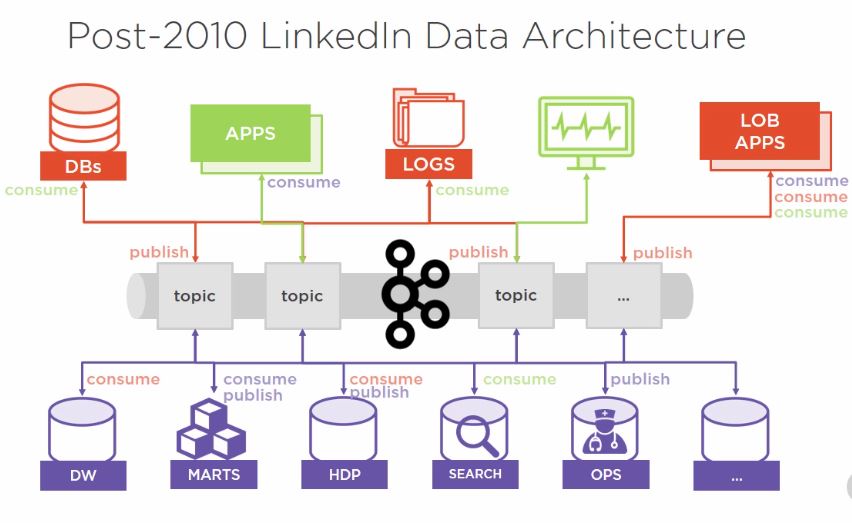 Post-2010 LinkedIn Data Architecture
DBs
APPS
LOGS
LOB
APPS
consume
consume
consume
consume
consume
consume
publish
publish
publish
topic
topic
topic
...
consume
consume
publish
consume
publish
consume
publish
DW
MARTS
HDP
SEARCH
OPS
...